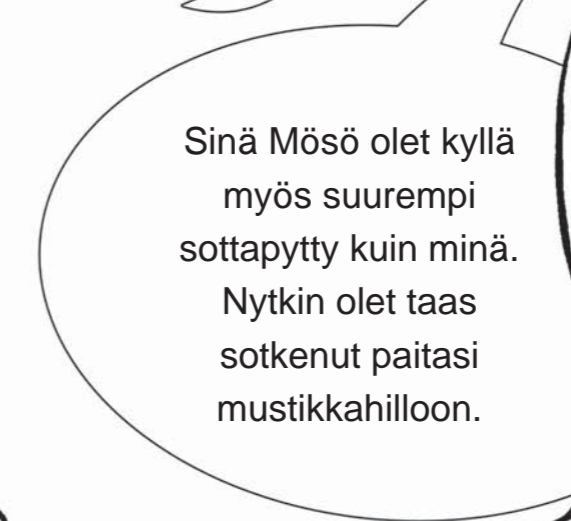 Sinä Mösö olet kyllä
myös suurempi
sottapytty kuin minä.
Nytkin olet taas
sotkenut paitasi
mustikkahilloon.